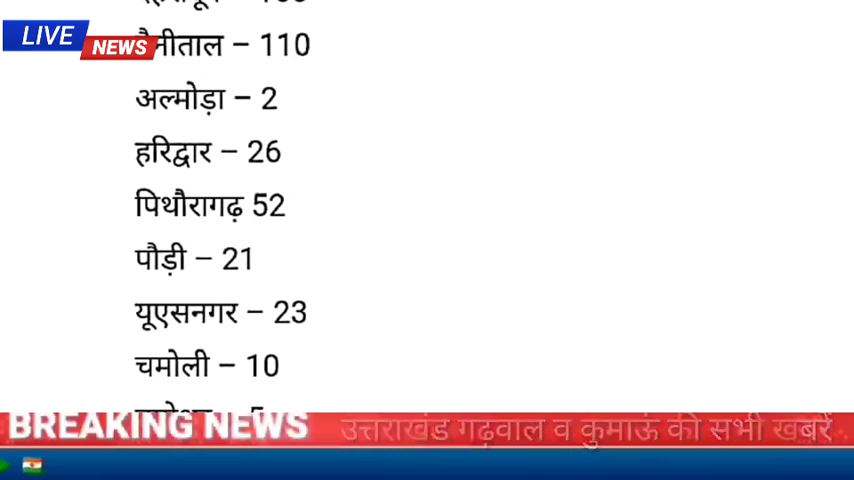 LIVE
NEWS
नैनीताल – 110
अल्मोड़ा – 2
हरिद्वार – 26
पिथौरागढ़ 52
पौड़ी – 21
यूएसनगर – 23
चमोली – 10
BREAKING NEWS
उत्तराखंड गढ़वाल व कुमाऊं की सभी खबरें